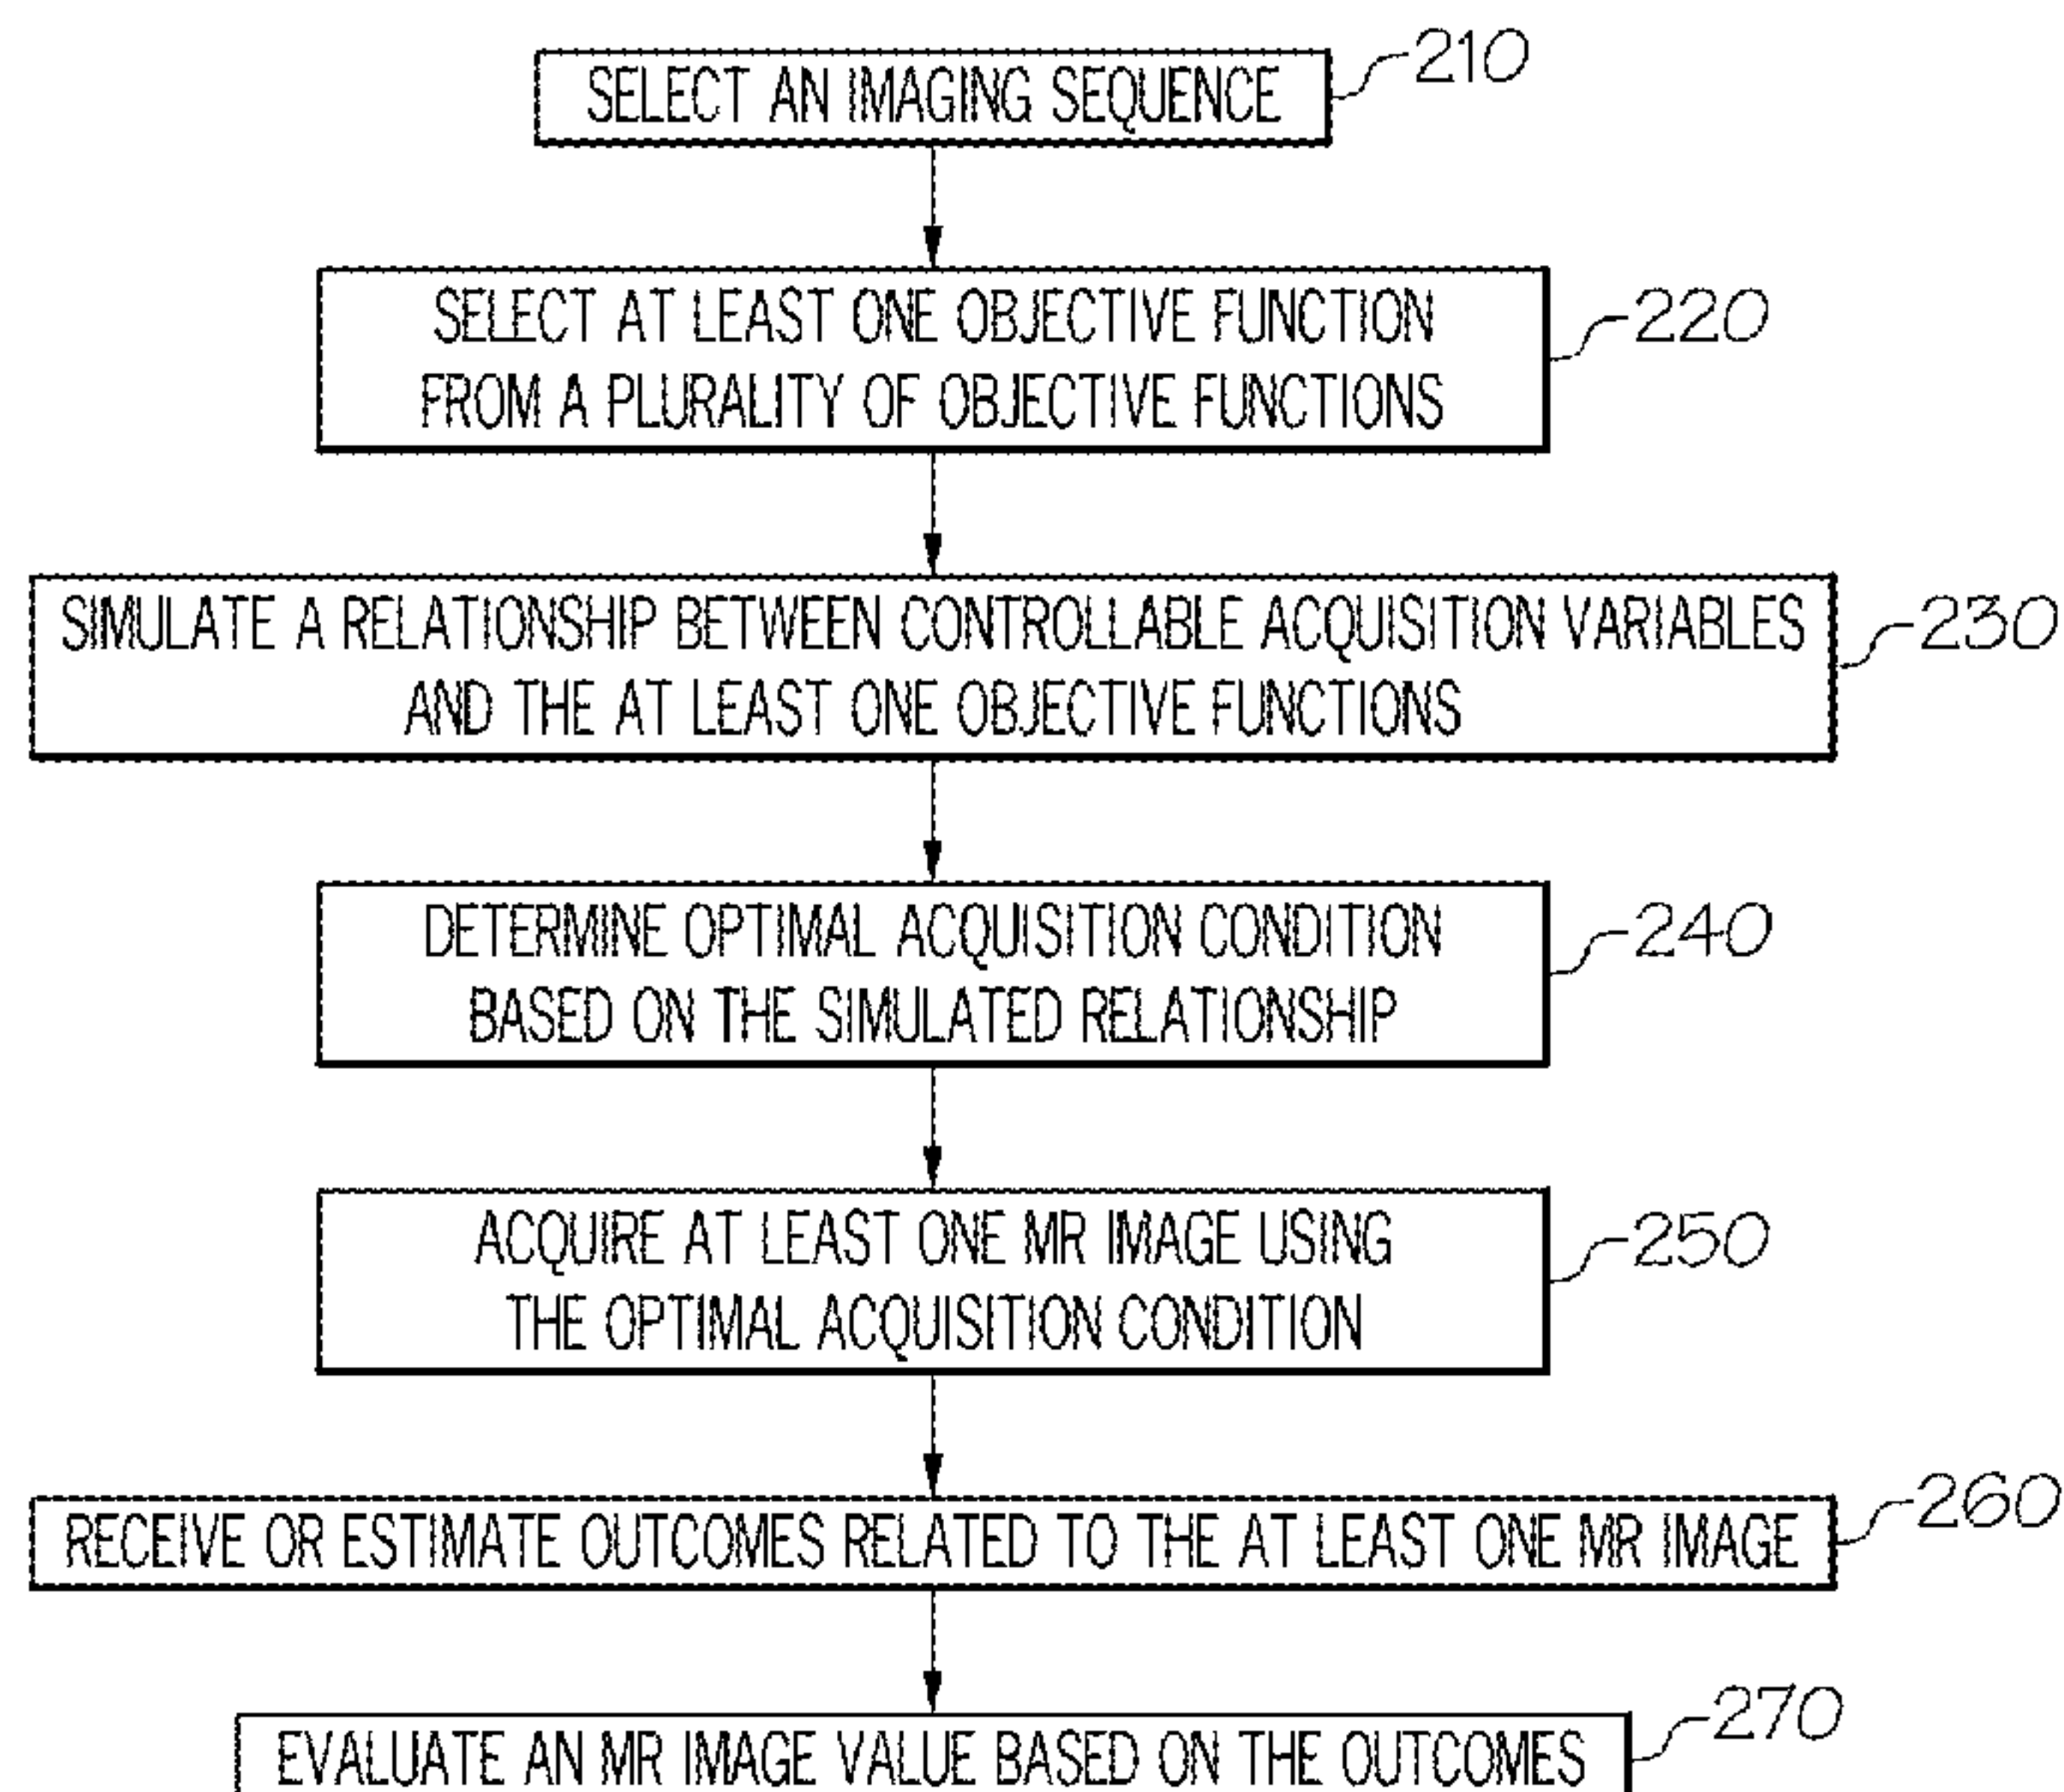 SELECT AN IMAGING SEQUENCE
210
SELECT AT LEAST ONE OBJECTIVE FUNCTION
FROM A PLURALITY OF OBJECTIVE FUNCTIONS
220
SIMULATE A RELATIONSHIP BETWEEN CONTROLLABLE ACQUISITION VARIABLES
AND THE AT LEAST ONE OBJECTIVE FUNCTIONS
230
DETERMINE OPTIMAL ACQUISITION CONDITION
BASED ON THE SIMULATED RELATIONSHIP
240
ACQUIRE AT LEAST ONE MR IMAGE USING
THE OPTIMAL ACQUISITION CONDITION
250
RECEIVE OR ESTIMATE OUTCOMES RELATED TO THE AT LEAST ONE MR IMAGE
260
EVALUATE AN MR IMAGE VALUE BASED ON THE OUTCOMES
270